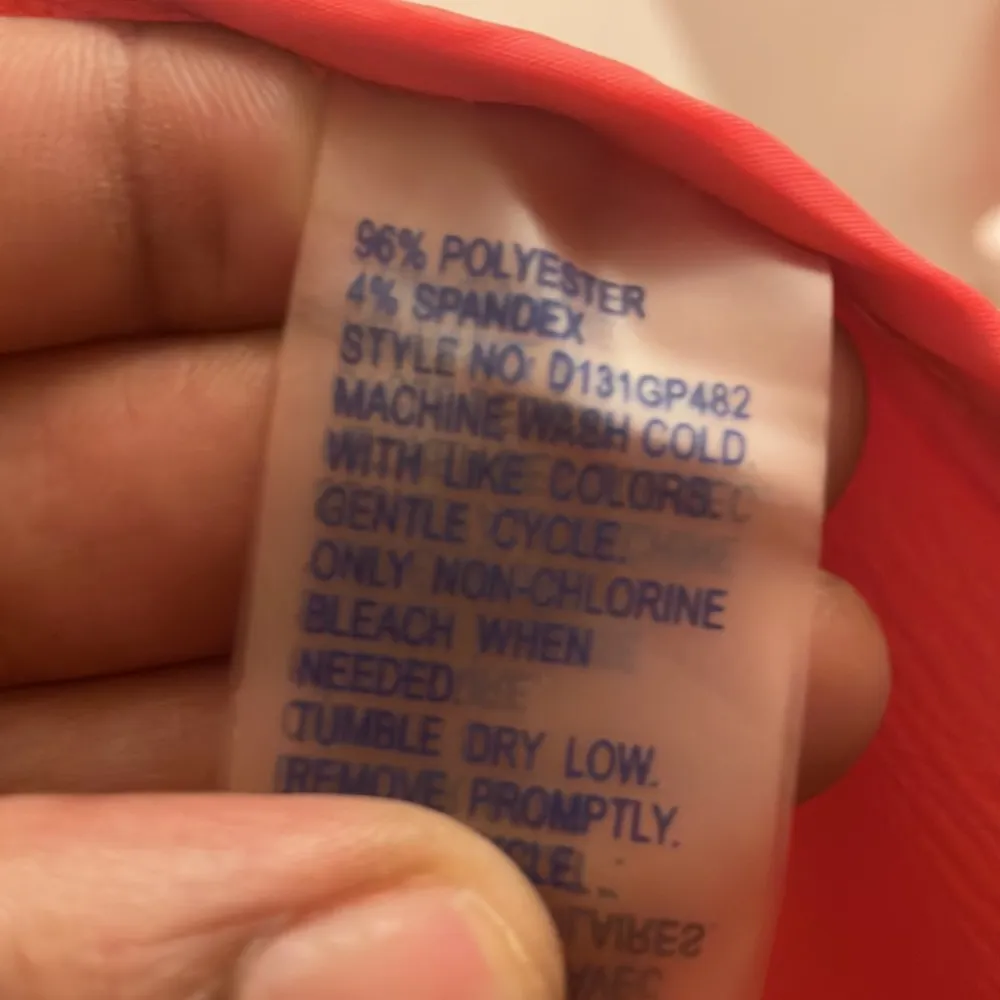 96% POLYESTER
4% SPANDEX
STYLE NO: D131GP482
MACHINE WASH COLD
WITH LIKE COLORS.
GENTLE CYCLE.
ONLY NON-CHLORINE
BLEACH WHEN
NEEDED
TUMBLE DRY LOW.
REMOVE PROMPTLY.